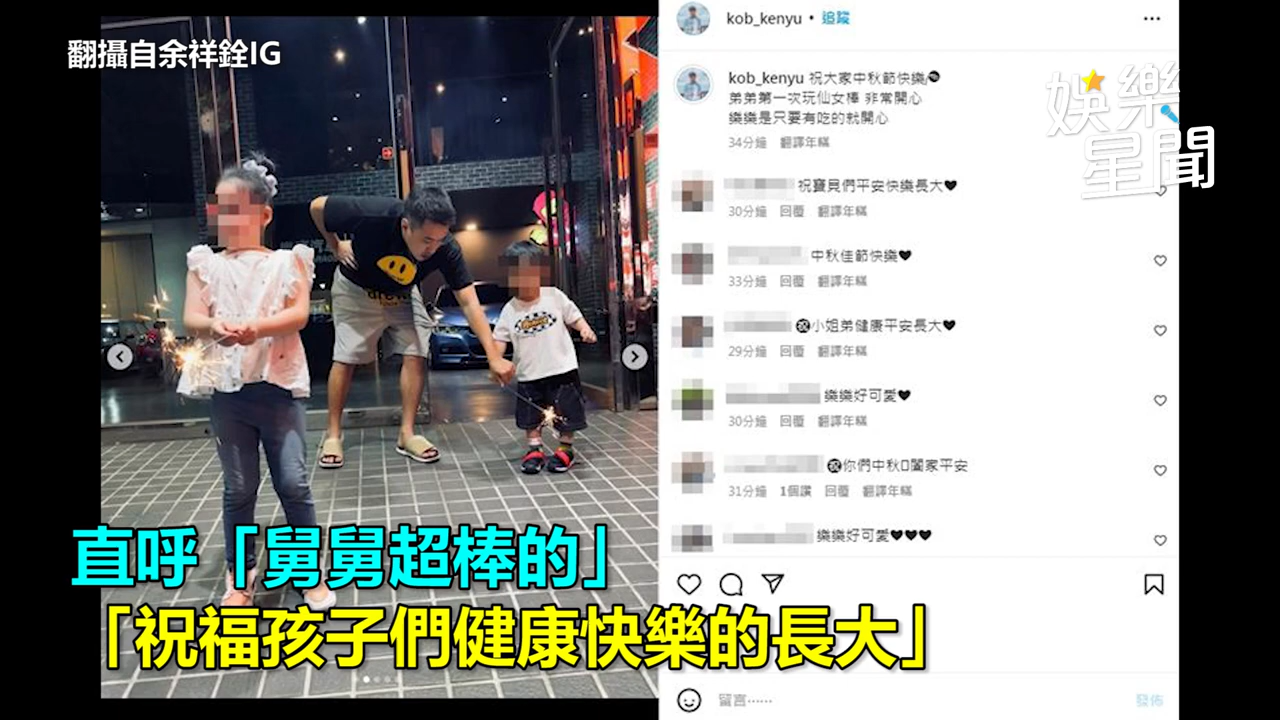 翻攝自余祥銓IG
kob_kenyu • 追蹤
kob_kenyu 祝大家中秋節快樂
弟弟第一次玩仙女棒 非常開心
樂樂是只要有吃的就開心
34分鐘 翻譯年糕
娛樂
星聞
祝寶貝們平安快樂長大🖤
30分鐘 回覆 翻譯年糕
中秋佳節快樂🖤
33分鐘 回覆 翻譯年糕
㊗小姐弟健康平安長大🖤
29分鐘 回覆 翻譯年糕
樂樂好可愛🖤
30分鐘 回覆 翻譯年糕
㊗你們中秋▯闔家平安
31分鐘 1個讚 回覆 翻譯年糕
樂樂好可愛🖤🖤🖤
直呼「舅舅超棒的」
「祝福孩子們健康快樂的長大」
留言⋯⋯
發佈